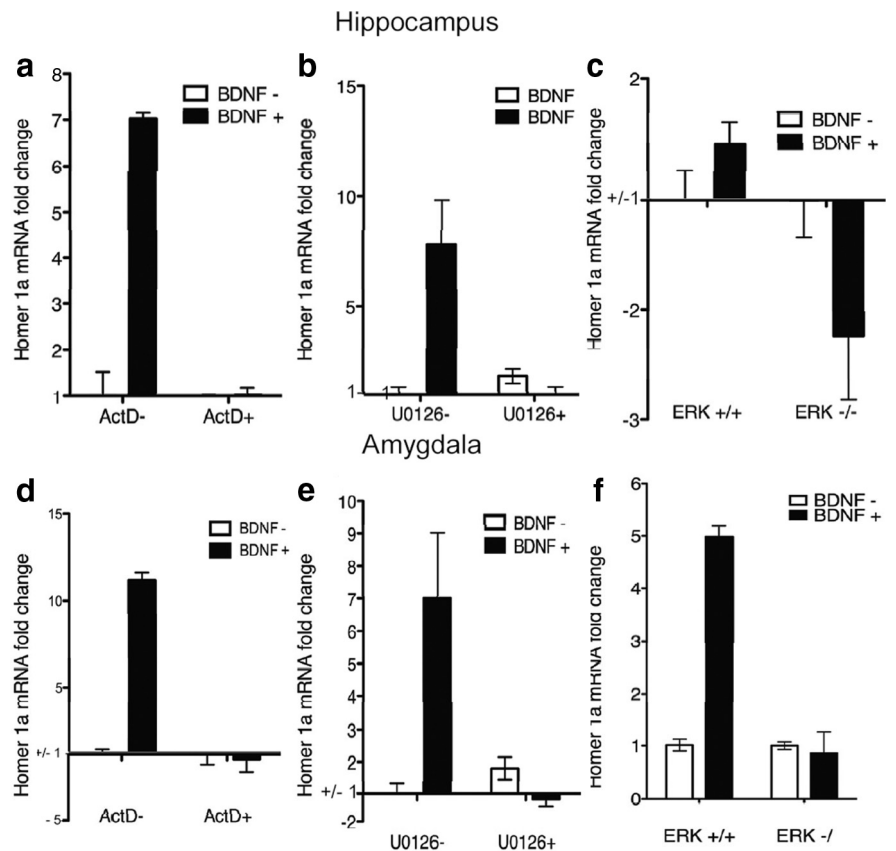 Hippocampus
a
Homer 1a mRNA fold change
8
7
6
5
4
3
2
1
BDNF -
BDNF +
ActD-
ActD+
b
Homer 1a mRNA fold change
15
10
5
1
1
BDNF
BDNF
U0126-
U0126+
c
Homer 1a mRNA fold change
2
+/-1
-2
-3
BDNF -
BDNF +
ERK +/+
ERK -/-
Amygdala
d
Homer 1a mRNA fold change
15
10
5
+/- 1
- 5
BDNF -
BDNF +
ActD-
ActD+
e
Homer 1a mRNA fold change
10
9
8
7
6
5
4
3
2
+/- 1
-2
BDNF -
BDNF +
U0126-
U0126+
f
Homer 1a mRNA fold change
6
5
4
3
2
1
0
BDNF -
BDNF +
ERK +/+
ERK -/